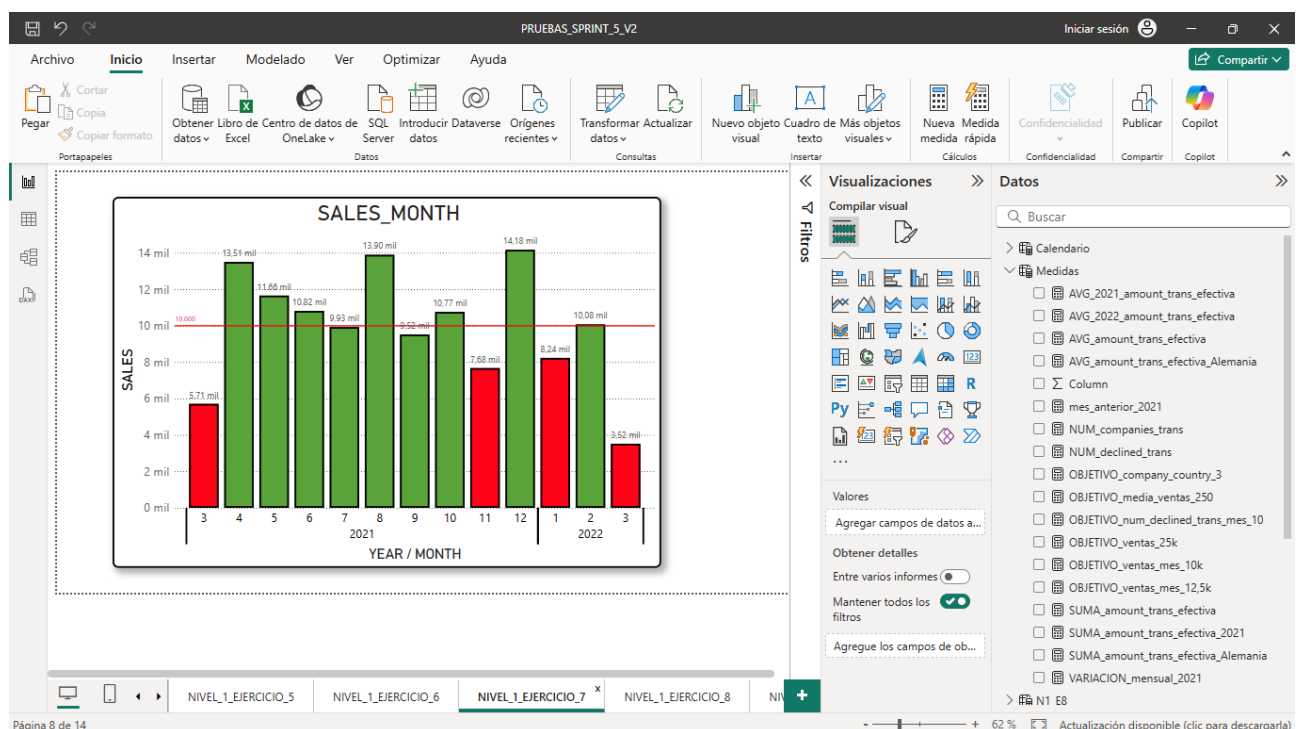 PRUEBAS_SPRINT_5_V2
Iniciar sesión
Archivo Inicio Insertar Modelado Ver Optimizar Ayuda
Compartir
Pegar
Cortar
Copia
Copiar formato
Portapapeles
Obtener datos
Libro de Excel
Centro de datos de OneLake
SQL Server
Introducir datos
Dataverse
Orígenes recientes
Datos
Transformar datos
Actualizar
Consultas
Nuevo objeto visual
Cuadro de texto
Más objetos visuales
Insertar
Nueva medida
Medida rápida
Cálculos
Confidencialidad
Confidencialidad
Publicar
Compartir
Copilot
Copilot
DAX
SALES_MONTH
SALES
14 mil
12 mil
10 mil
8 mil
6 mil
4 mil
2 mil
0 mil
10.000
5,71 mil
13,51 mil
11,66 mil
10,82 mil
9,93 mil
13,90 mil
9,52 mil
10,77 mil
7,68 mil
14,18 mil
8,24 mil
10,08 mil
3,52 mil
3 4 5 6 7 8 9 10 11 12 1 2 3
2021 2022
YEAR / MONTH
Filtros
Visualizaciones
Compilar visual
123
R
Py
123
...
Valores
Agregar campos de datos a...
Obtener detalles
Entre varios informes
Mantener todos los
filtros
Agregue los campos de ob...
Datos
Buscar
Calendario
Medidas
AVG_2021_amount_trans_efectiva
AVG_2022_amount_trans_efectiva
AVG_amount_trans_efectiva
AVG_amount_trans_efectiva_Alemania
Column
mes_anterior_2021
NUM_companies_trans
NUM_declined_trans
OBJETIVO_company_country_3
OBJETIVO_media_ventas_250
OBJETIVO_num_declined_trans_mes_10
OBJETIVO_ventas_25k
OBJETIVO_ventas_mes_10k
OBJETIVO_ventas_mes_12,5k
SUMA_amount_trans_efectiva
SUMA_amount_trans_efectiva_2021
SUMA_amount_trans_efectiva_Alemania
VARIACION_mensual_2021
N1 E8
NIVEL_1_EJERCICIO_5
NIVEL_1_EJERCICIO_6
NIVEL_1_EJERCICIO_7 x
NIVEL_1_EJERCICIO_8
NI
Página 8 de 14
- + 62 %
Actualización disponible (clic para descargarla)